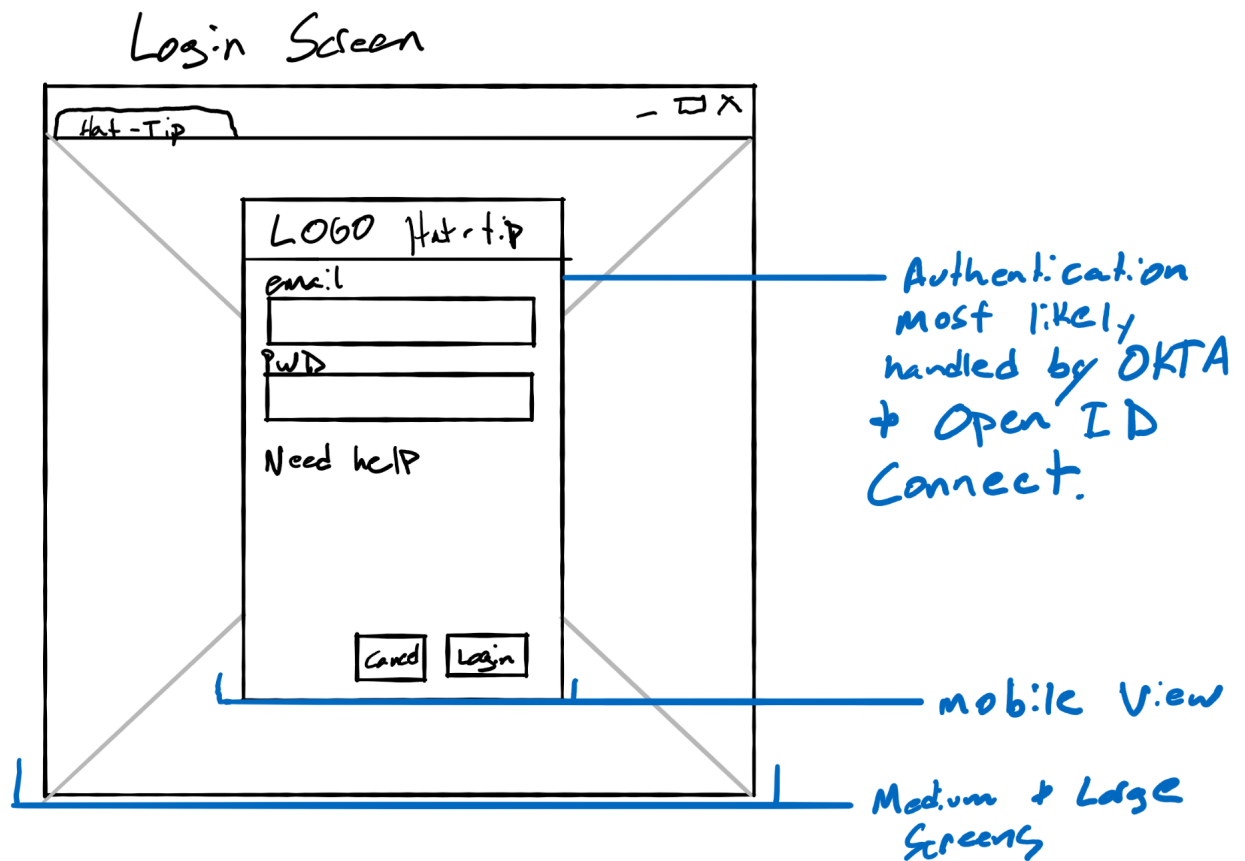 Login Screen
Hat-Tip
LOGO Hat-tip
email
PWD
Need help
Cancel Login
Authentication
most likely
handled by OKTA
+ Open ID
Connect.
mobile View
Medium + Large
Screens